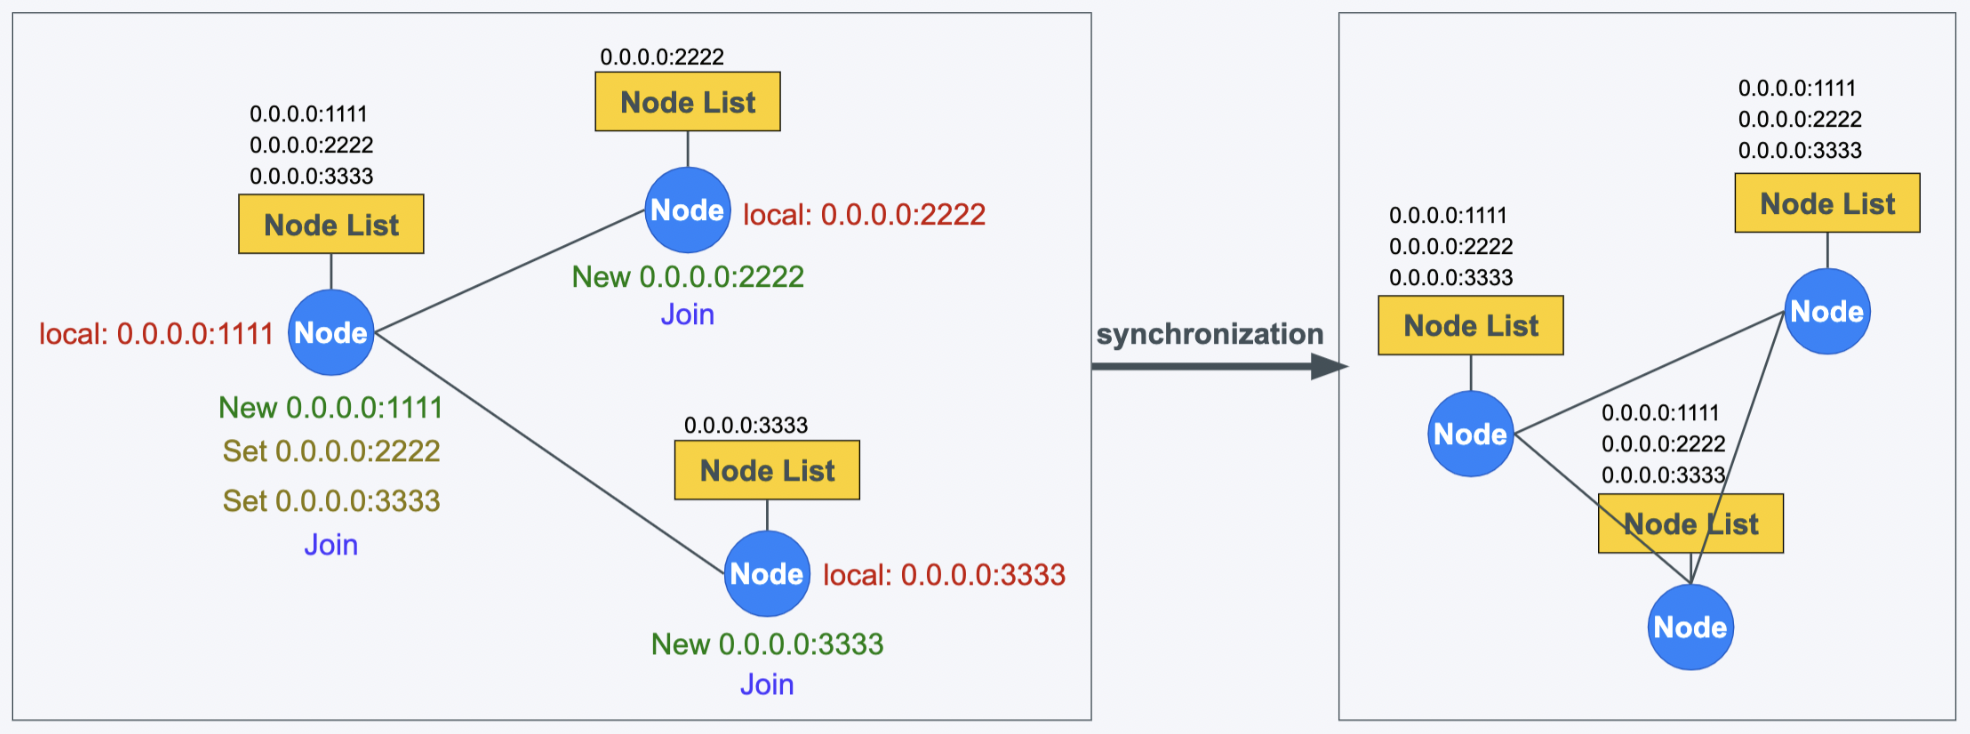 0.0.0.0:1111
0.0.0.0:2222
0.0.0.0:3333
Node List
Node
local: 0.0.0.0:1111
New 0.0.0.0:1111
Set 0.0.0.0:2222
Set 0.0.0.0:3333
Join
0.0.0.0:2222
Node List
Node
local: 0.0.0.0:2222
New 0.0.0.0:2222
Join
0.0.0.0:3333
Node List
Node
local: 0.0.0.0:3333
New 0.0.0.0:3333
Join
synchronization
0.0.0.0:1111
0.0.0.0:2222
0.0.0.0:3333
Node List
Node
0.0.0.0:1111
0.0.0.0:2222
0.0.0.0:3333
Node List
Node
0.0.0.0:1111
0.0.0.0:2222
0.0.0.0:3333
Node List
Node